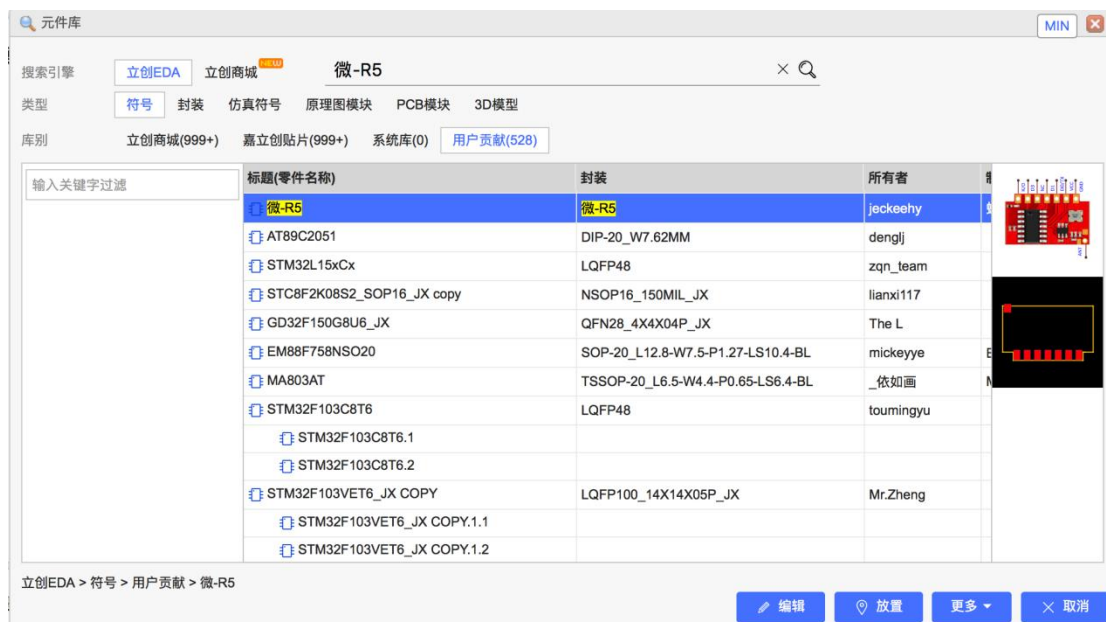 元件库 MIN
搜索引擎 立创EDA 立创商城 NEW 微-R5
类型 符号 封装 仿真符号 原理图模块 PCB模块 3D模型
库别 立创商城(999+) 嘉立创贴片(999+) 系统库(0) 用户贡献(528)
输入关键字过滤
标题(零件名称) 封装 所有者
微-R5 微-R5 jeckeehy
AT89C2051 DIP-20_W7.62MM denglj
STM32L15xCx LQFP48 zqn_team
STC8F2K08S2_SOP16_JX copy NSOP16_150MIL_JX lianxi117
GD32F150G8U6_JX QFN28_4X4X04P_JX The L
EM88F758NSO20 SOP-20_L12.8-W7.5-P1.27-LS10.4-BL mickeyye
MA803AT TSSOP-20_L6.5-W4.4-P0.65-LS6.4-BL _依如画
STM32F103C8T6 LQFP48 toumingyu
STM32F103C8T6.1
STM32F103C8T6.2
STM32F103VET6_JX COPY LQFP100_14X14X05P_JX Mr.Zheng
STM32F103VET6_JX COPY.1.1
STM32F103VET6_JX COPY.1.2
立创EDA > 符号 > 用户贡献 > 微-R5
编辑 放置 更多 取消